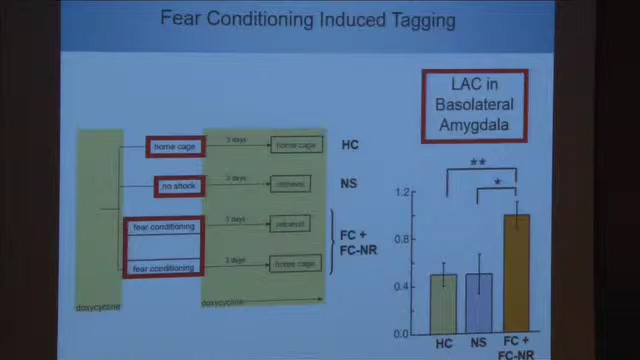 Fear Conditioning Induced Tagging
LAC in
Basolateral
Amygdala
home cage
3 days
home cage
HC
no shock
3 days
retrieval
NS
fear conditioning
3 days
retrieval
FC +
FC-NR
fear conditioning
3 days
home cage
doxycycline
doxycycline
**
*
1.2
0.8
0.4
0.0
HC
NS
FC +
FC-NR